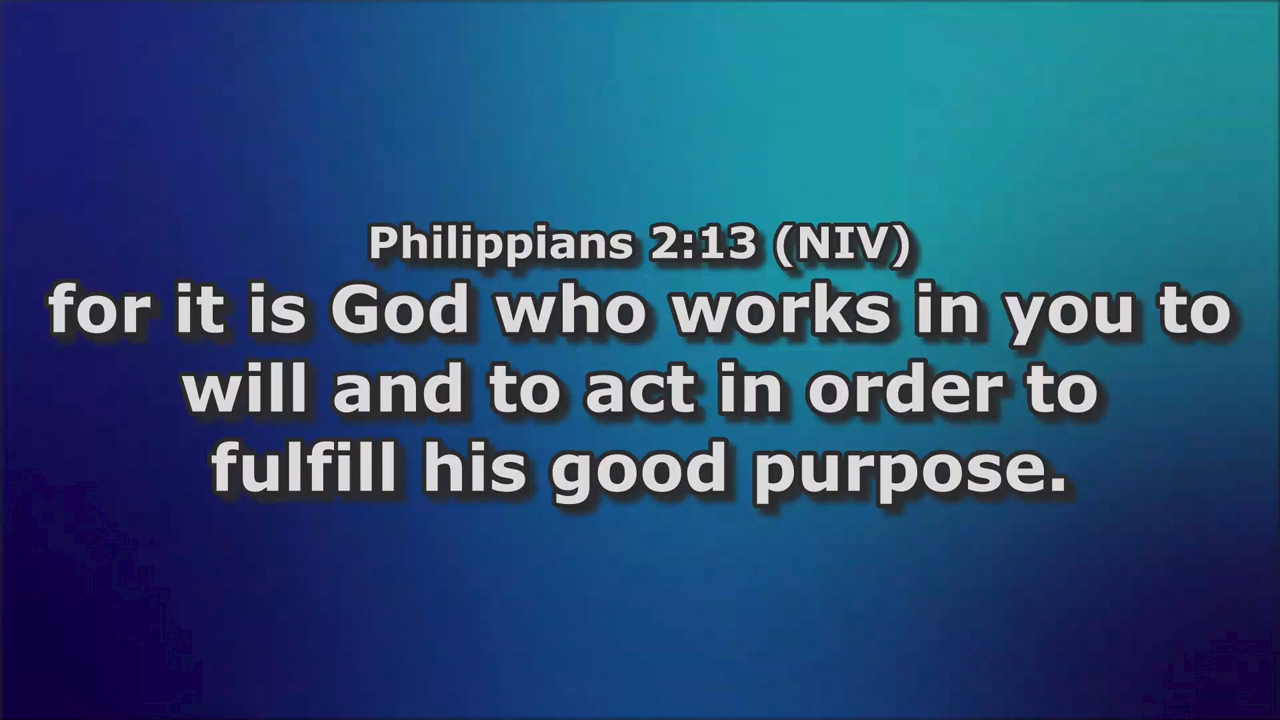 Philippians 2:13 (NIV)
for it is God who works in you to
will and to act in order to
fulfill his good purpose.